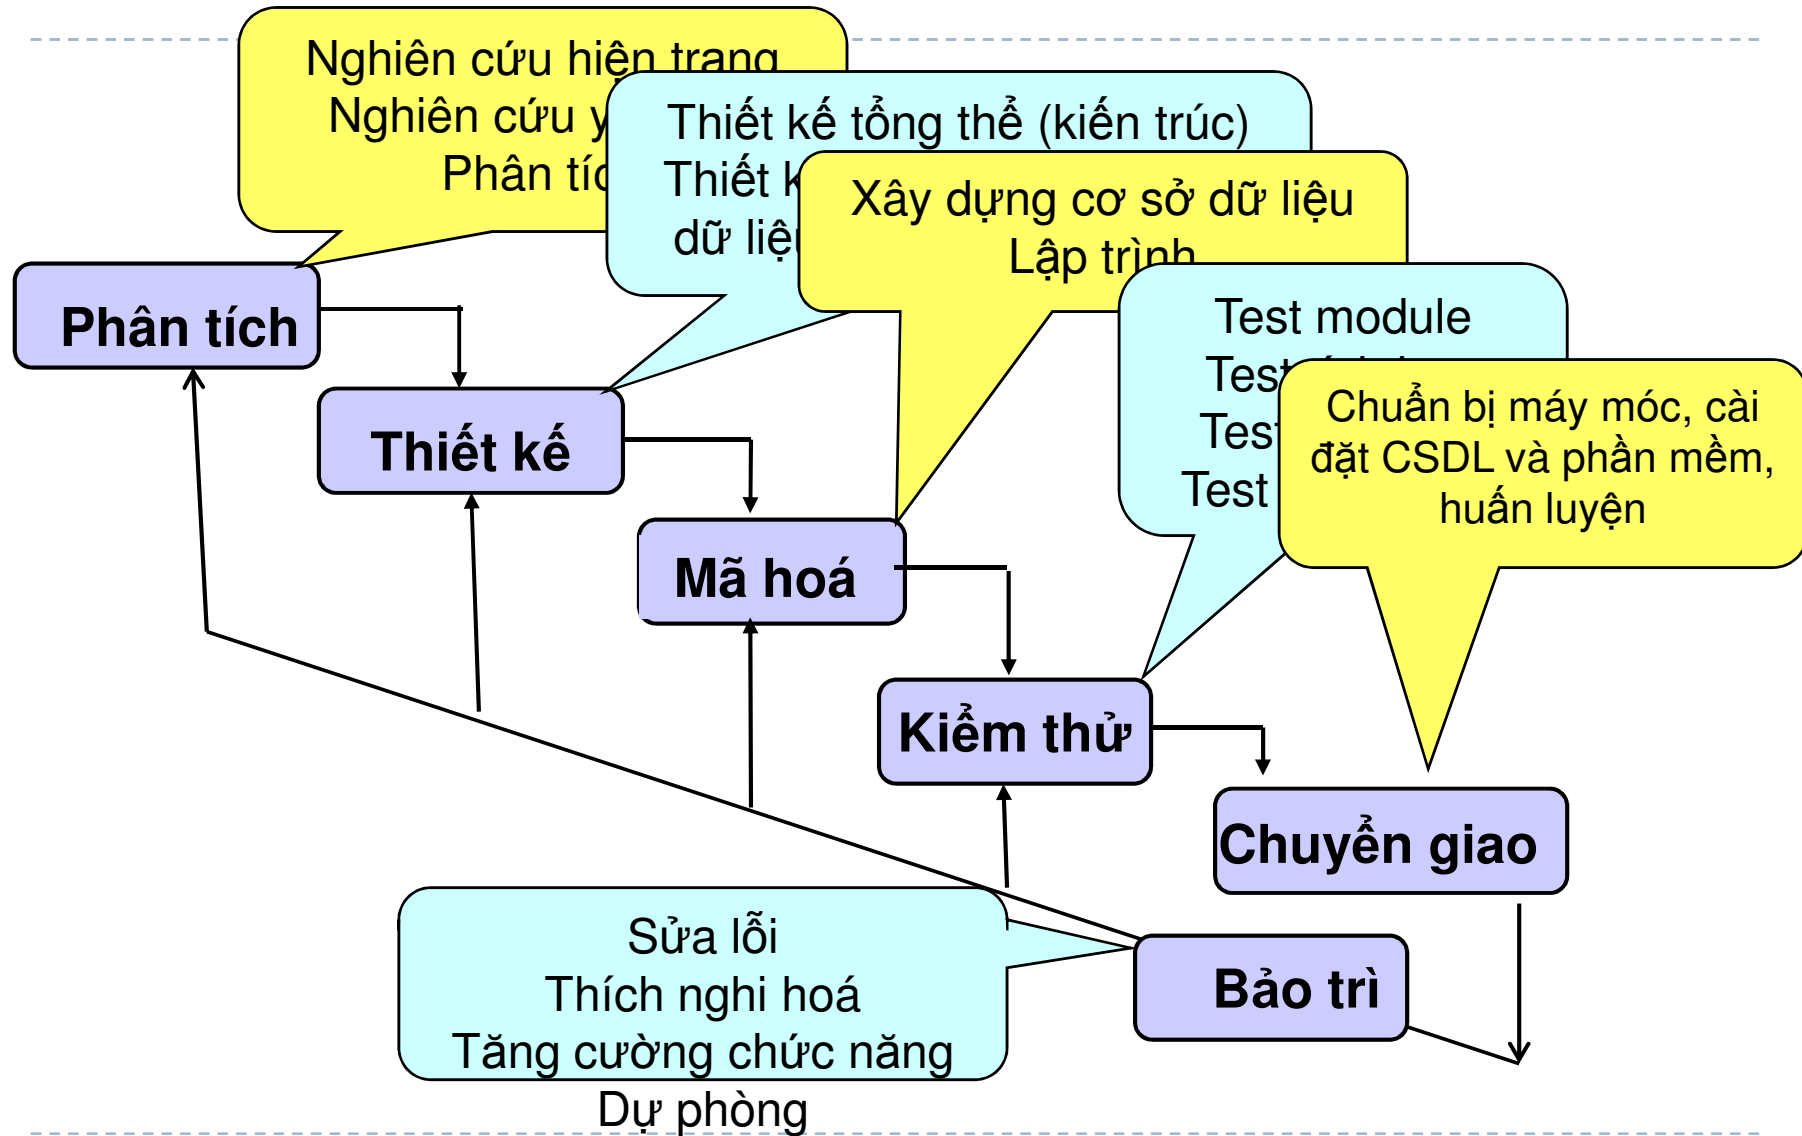 Nghiên cứu hiện trạng
Nghiên cứu
Phân
Thiết kế tổng thể (kiến trúc)
Thiết
dữ liệu
Xây dựng cơ sở dữ liệu
Lập trình
Test module
Test
Test
Test
Chuẩn bị máy móc, cài
đặt CSDL và phần mềm,
huấn luyện
Phân tích
Thiết kế
Mã hoá
Kiểm thử
Chuyển giao
Bảo trì
Sửa lỗi
Thích nghi hoá
Tăng cường chức năng
Dự phòng